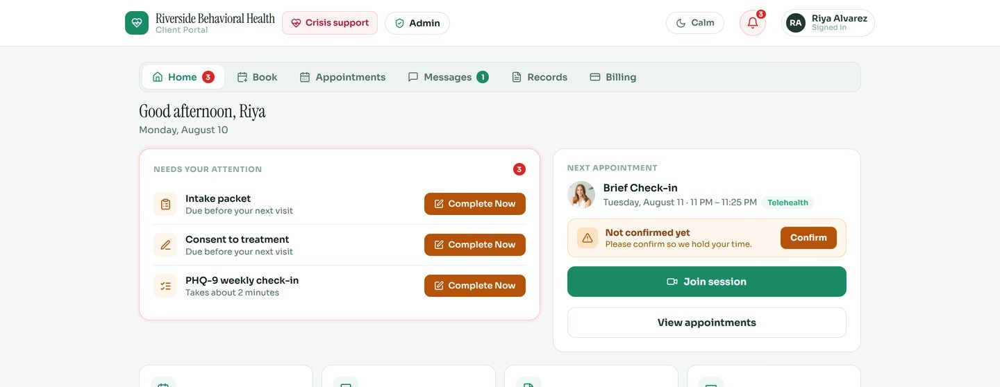 Riverside Behavioral Health
Client Portal
Crisis support
Admin
Calm
3
RA
Riya Alvarez
Signed in
Home 3
Book
Appointments
Messages 1
Records
Billing
Good afternoon, Riya
Monday, August 10
NEEDS YOUR ATTENTION
3
Intake packet
Due before your next visit
Complete Now
Consent to treatment
Due before your next visit
Complete Now
PHQ-9 weekly check-in
Takes about 2 minutes
Complete Now
NEXT APPOINTMENT
Brief Check-in
Tuesday, August 11 · 11 PM – 11:25 PM Telehealth
Not confirmed yet
Please confirm so we hold your time.
Confirm
Join session
View appointments